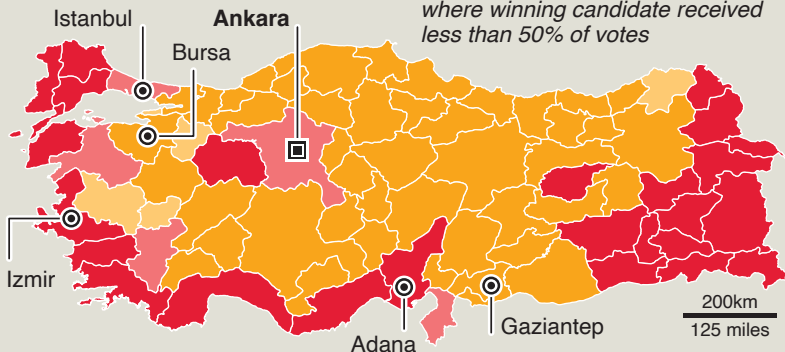 where winning candidate received
less than 50% of votes
Istanbul
Ankara
Bursa
Izmir
Adana
Gaziantep
200km
125 miles